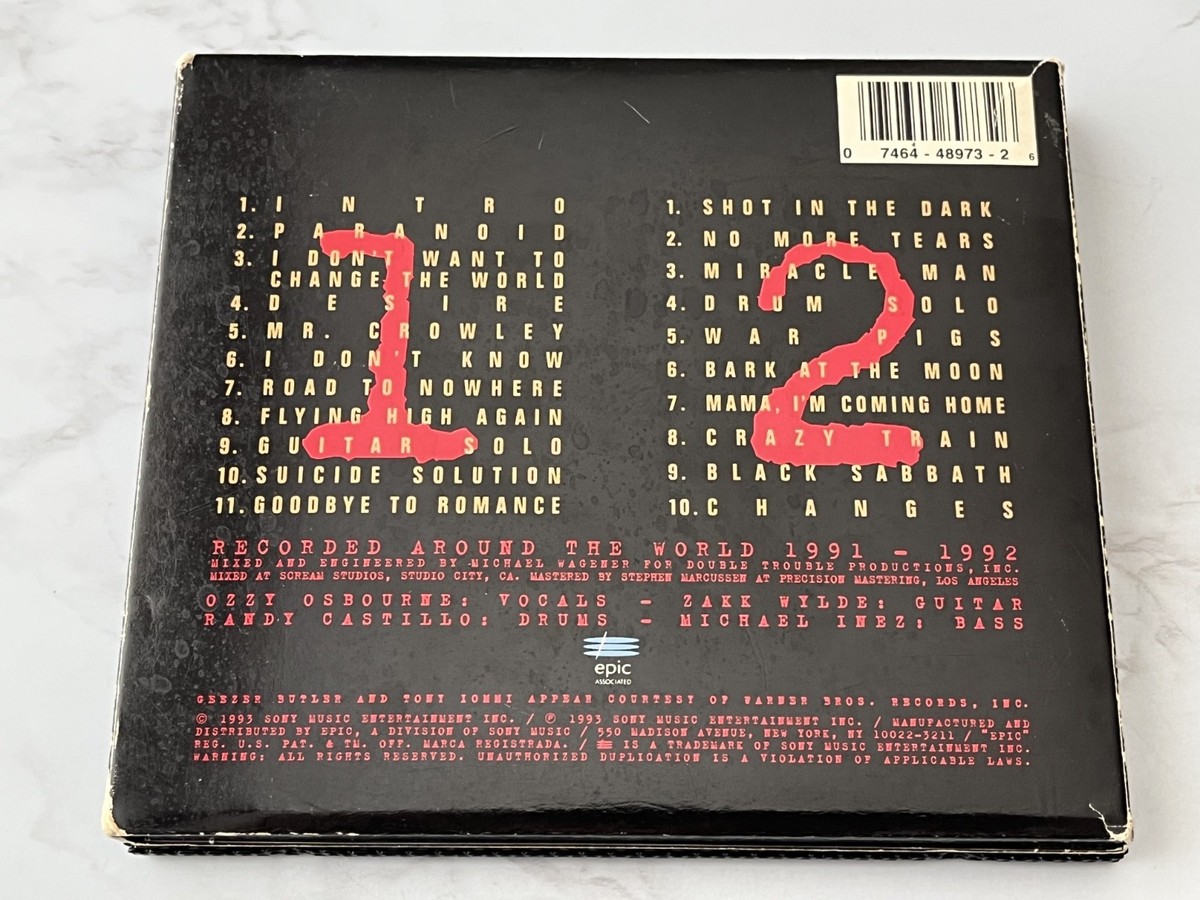 0 7464 - 48973 - 2 6
1. INTRO
2. PARANOID
3. I DON'T WANT TO
CHANGE THE WORLD
4. DESIRE
5. MR. CROWLEY
6. I DON'T KNOW
7. ROAD TO NOWHERE
8. FLYING HIGH AGAIN
9. GUITAR SOLO
10. SUICIDE SOLUTION
11. GOODBYE TO ROMANCE
1
1. SHOT IN THE DARK
2. NO MORE TEARS
3. MIRACLE MAN
4. DRUM SOLO
5. WAR PIGS
6. BARK AT THE MOON
7. MAMA, I'M COMING HOME
8. CRAZY TRAIN
9. BLACK SABBATH
10. CHANGES
2
RECORDED AROUND THE WORLD 1991 - 1992
MIXED AND ENGINEERED BY MICHAEL WAGENER FOR DOUBLE TROUBLE PRODUCTIONS, INC.
MIXED AT SCREAM STUDIOS, STUDIO CITY, CA. MASTERED BY STEPHEN MARCUSSEN AT PRECISION MASTERING, LOS ANGELES
OZZY OSBOURNE: VOCALS - ZAKK WYLDE: GUITAR
RANDY CASTILLO: DRUMS - MICHAEL INEZ: BASS
epic
ASSOCIATED
GEEZER BUTLER AND TONY IOMMI APPEAR COURTESY OF WARNER BROS. RECORDS, INC.
© 1993 SONY MUSIC ENTERTAINMENT INC. / ℗ 1993 SONY MUSIC ENTERTAINMENT INC. / MANUFACTURED AND
DISTRIBUTED BY EPIC, A DIVISION OF SONY MUSIC / 550 MADISON AVENUE, NEW YORK, NY 10022-3211 / "EPIC"
REG. U.S. PAT. & TM. OFF. MARCA REGISTRADA. / IS A TRADEMARK OF SONY MUSIC ENTERTAINMENT INC.
WARNING: ALL RIGHTS RESERVED. UNAUTHORIZED DUPLICATION IS A VIOLATION OF APPLICABLE LAWS.